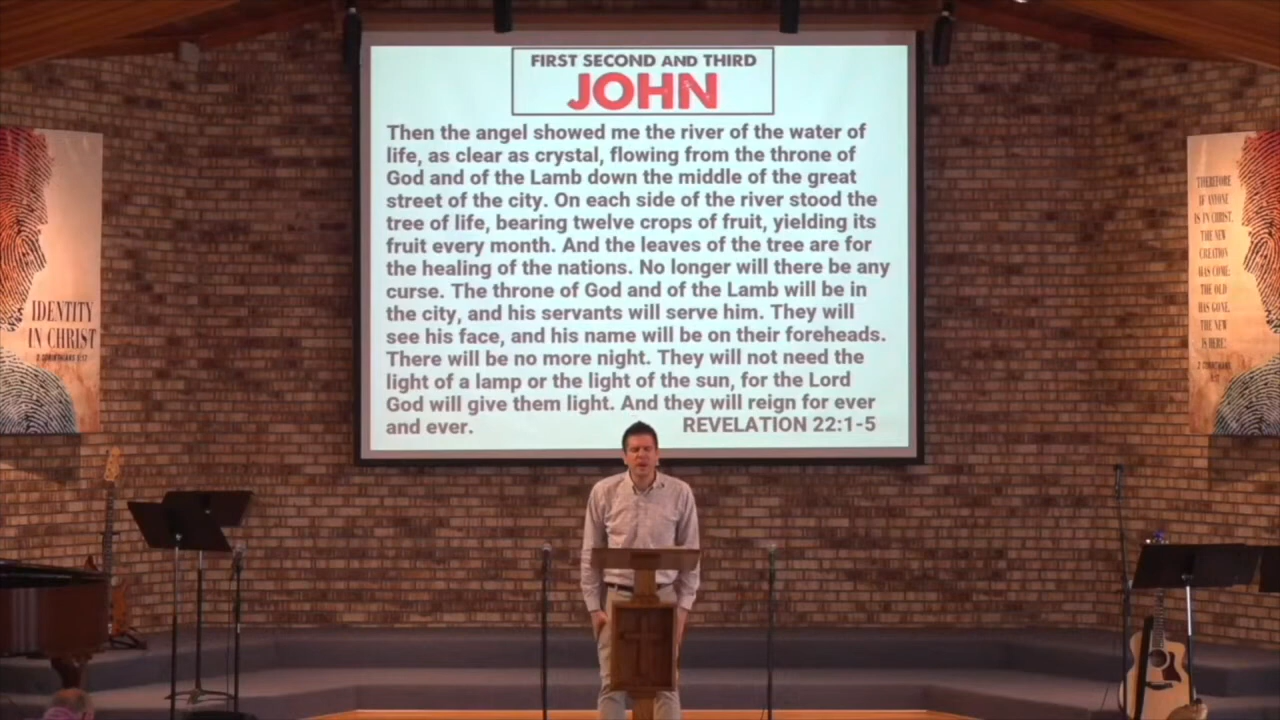 FIRST SECOND AND THIRD
JOHN
Then the angel showed me the river of the water of
life, as clear as crystal, flowing from the throne of
God and of the Lamb down the middle of the great
street of the city. On each side of the river stood the
tree of life, bearing twelve crops of fruit, yielding its
fruit every month. And the leaves of the tree are for
the healing of the nations. No longer will there be any
curse. The throne of God and of the Lamb will be in
the city, and his servants will serve him. They will
see his face, and his name will be on their foreheads.
There will be no more night. They will not need the
light of a lamp or the light of the sun, for the Lord
God will give them light. And they will reign for ever
and ever. REVELATION 22:1-5
IDENTITY
IN CHRIST
2 CORINTHIANS 5:17
THEREFORE
IF ANYONE
IS IN CHRIST,
THE NEW
CREATION
HAS COME:
THE OLD
HAS GONE,
THE NEW
IS HERE!
2 CORINTHIANS
5:17